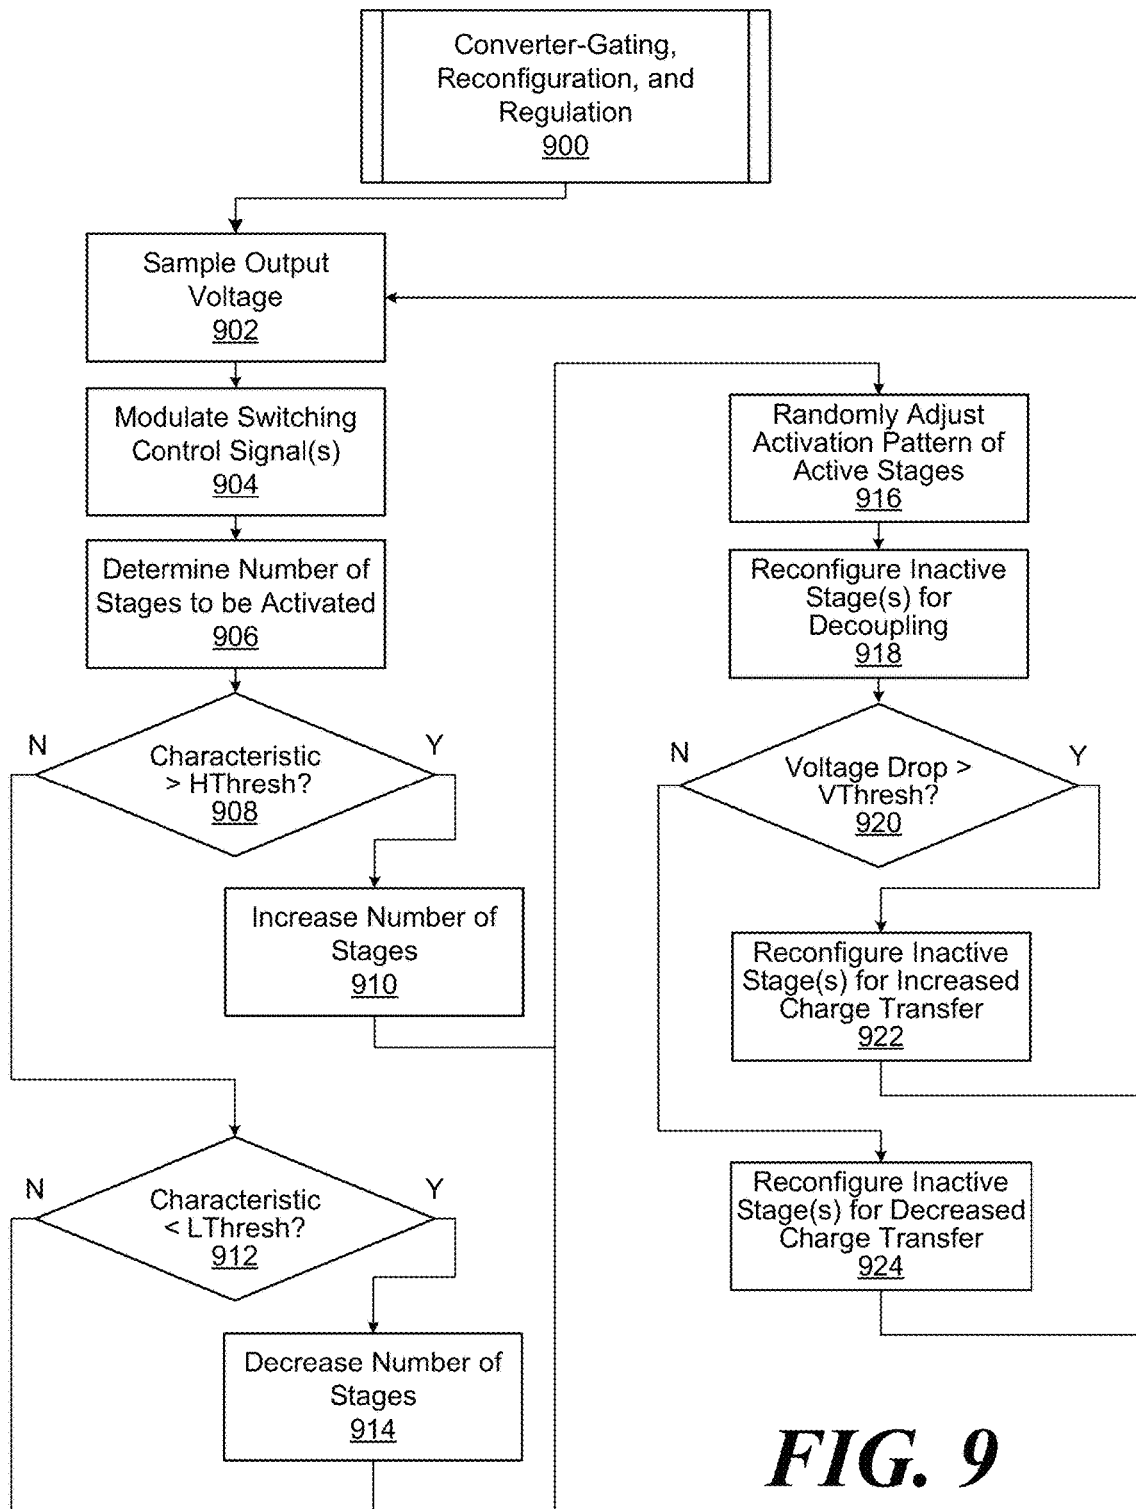 Converter-Gating,
Reconfiguration, and
Regulation
900
Sample Output
Voltage
902
Modulate Switching
Control Signal(s)
904
Determine Number of
Stages to be Activated
906
N
Y
Characteristic
> HThresh?
908
Increase Number of
Stages
910
N
Y
Characteristic
< LThresh?
912
Decrease Number of
Stages
914
Randomly Adjust
Activation Pattern of
Active Stages
916
Reconfigure Inactive
Stage(s) for
Decoupling
918
N
Y
Voltage Drop >
VThresh?
920
Reconfigure Inactive
Stage(s) for Increased
Charge Transfer
922
Reconfigure Inactive
Stage(s) for Decreased
Charge Transfer
924
FIG. 9